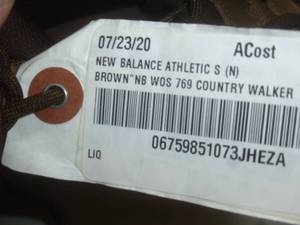 07/23/20 ACost
NEW BALANCE ATHLETIC S (N)
BROWN"NB WOS 769 COUNTRY WALKER
06759851073JHEZA
LIQ